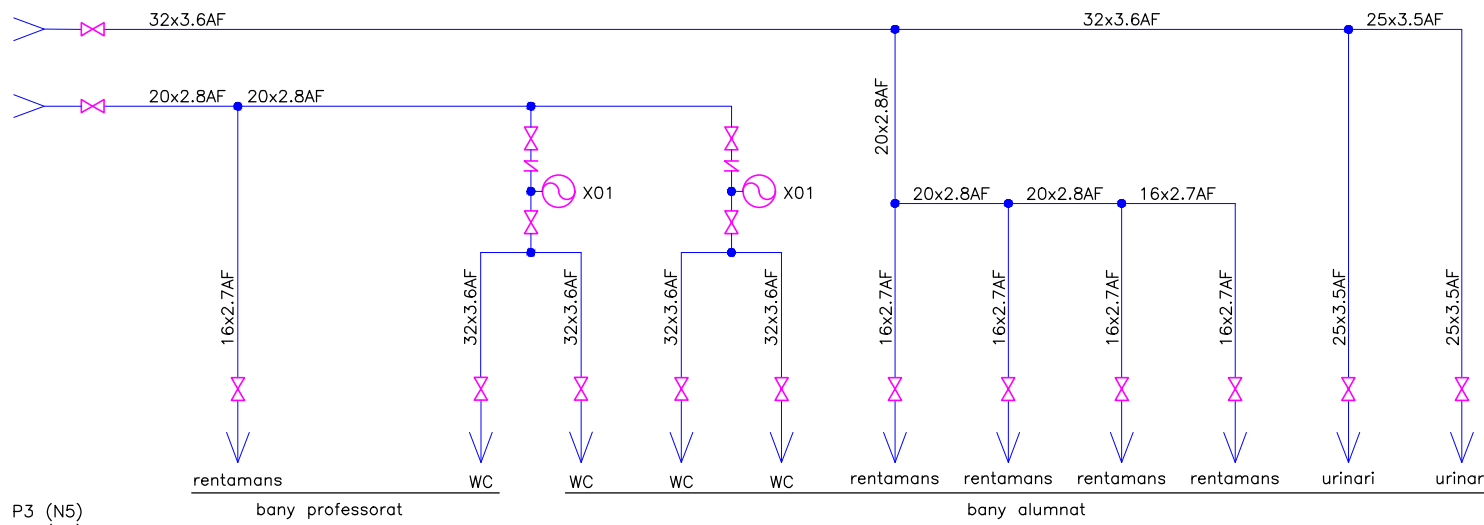 32x3.6AF 32x3.6AF 25x3.5AF
20x2.8AF 20x2.8AF
20x2.8AF
X01 X01
20x2.8AF 20x2.8AF 16x2.7AF
16x2.7AF 32x3.6AF 32x3.6AF 32x3.6AF 32x3.6AF 16x2.7AF 16x2.7AF 16x2.7AF 16x2.7AF 25x3.5AF 25x3.5AF
rentamans WC WC WC WC rentamans rentamans rentamans rentamans urinari urinari
P3 (N5) bany professorat bany alumnat